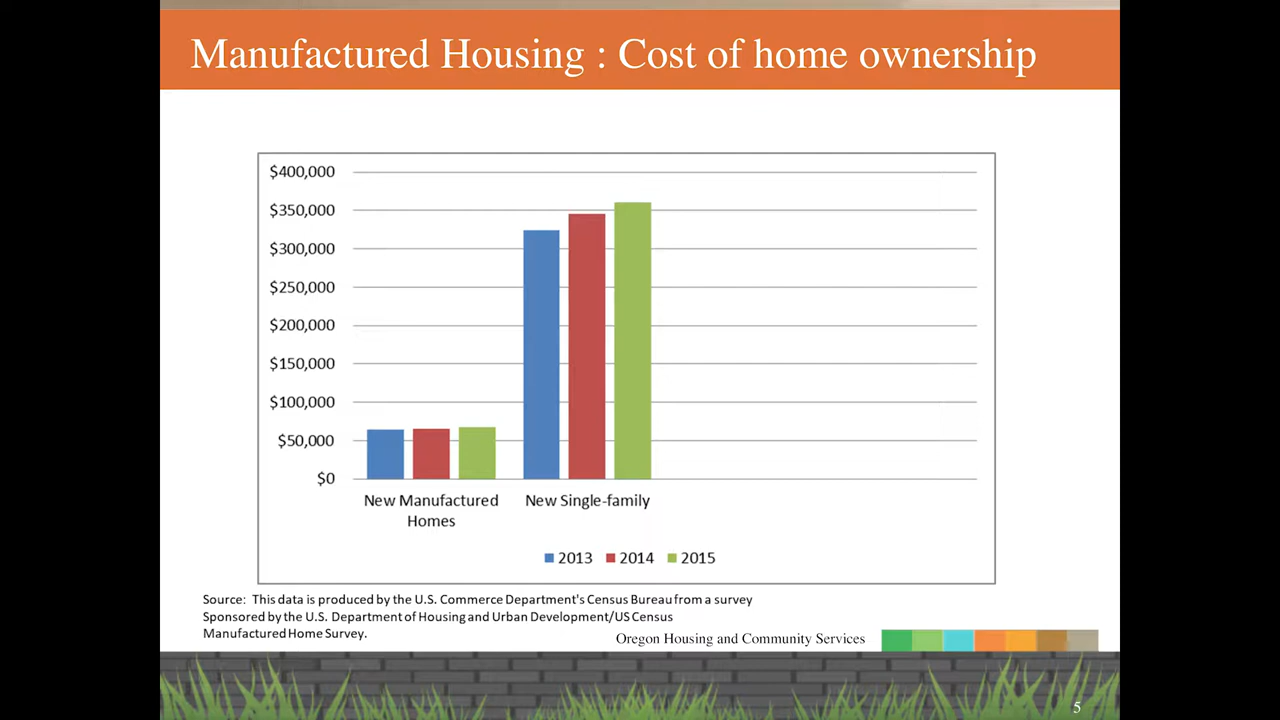 Manufactured Housing : Cost of home ownership
$400,000
$350,000
$300,000
$250,000
$200,000
$150,000
$100,000
$50,000
$0
New Manufactured
Homes
New Single-family
2013 2014 2015
Source: This data is produced by the U.S. Commerce Department's Census Bureau from a survey
Sponsored by the U.S. Department of Housing and Urban Development/US Census
Manufactured Home Survey.
Oregon Housing and Community Services
5